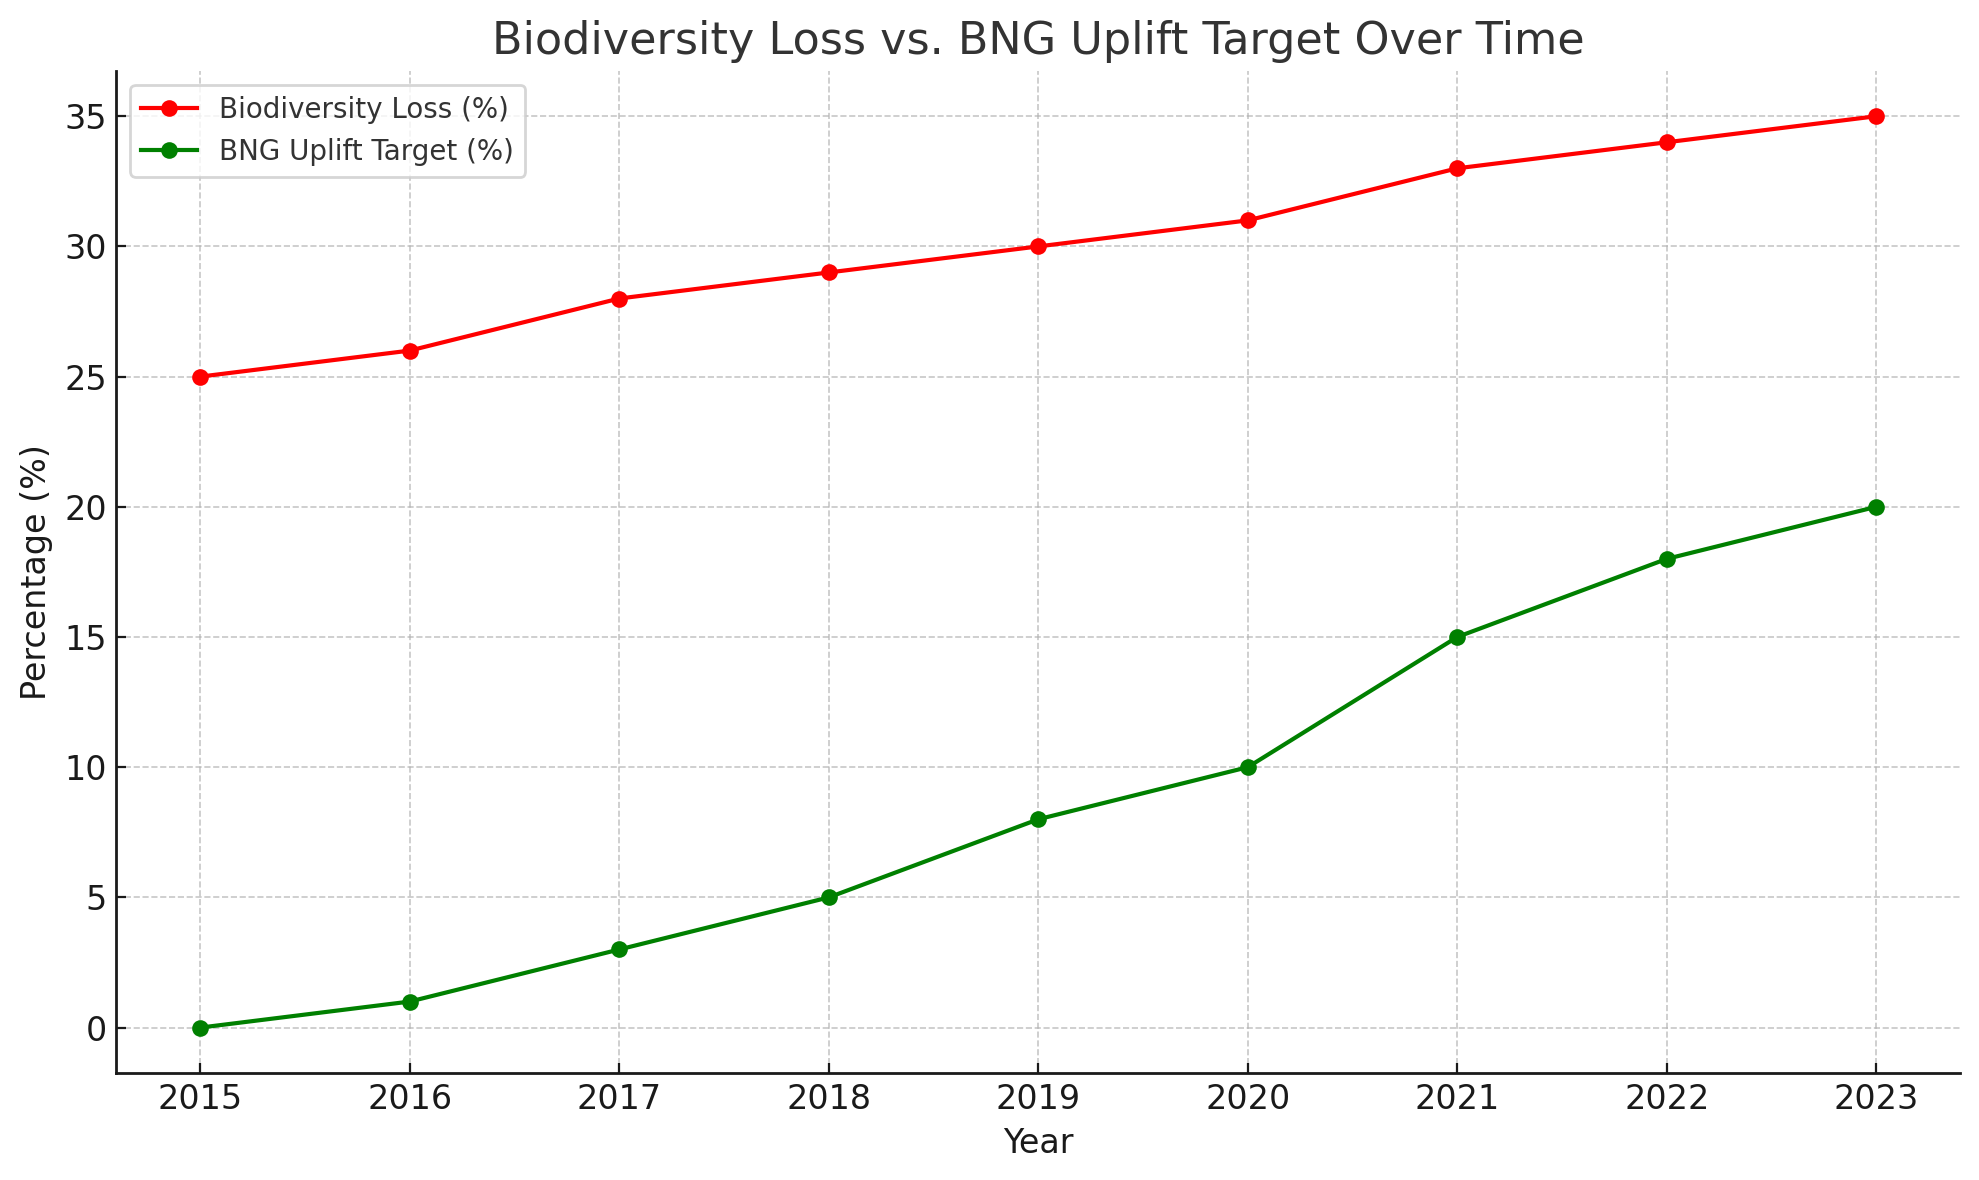 Biodiversity Loss vs. BNG Uplift Target Over Time
Biodiversity Loss (%)
BNG Uplift Target (%)
Percentage (%)
35
30
25
20
15
10
5
0
2015 2016 2017 2018 2019 2020 2021 2022 2023
Year